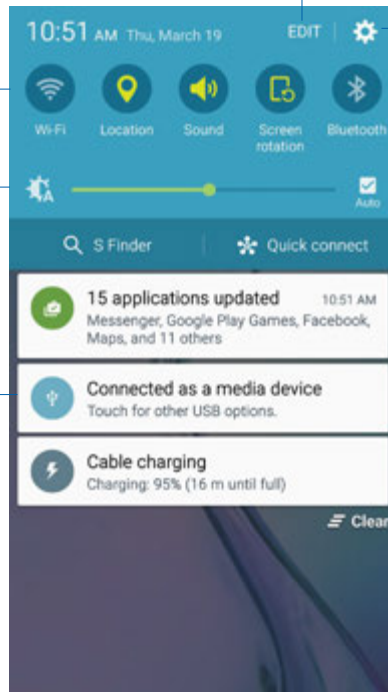 10:51 AM Thu, March 19 EDIT
Wi-Fi Location Sound Screen rotation Bluetooth
A Auto
S Finder Quick connect
15 applications updated 10:51 AM
Messenger, Google Play Games, Facebook,
Maps, and 11 others
Connected as a media device
Touch for other USB options.
Cable charging
Charging: 95% (16 m until full)
Clear